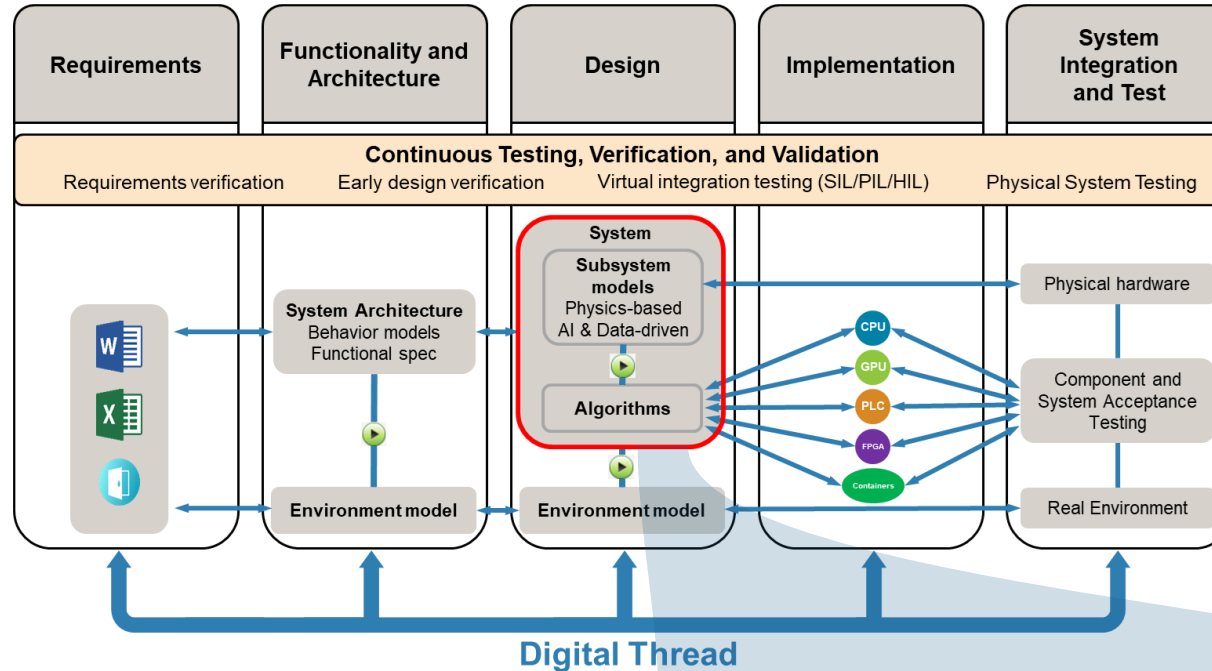 Requirements
Functionality and
Architecture
Design
Implementation
System
Integration
and Test
Continuous Testing, Verification, and Validation
Requirements verification
Early design verification
Virtual integration testing (SIL/PIL/HIL)
Physical System Testing
W
X
System Architecture
Behavior models
Functional spec
Environment model
System
Subsystem
models
Physics-based
AI & Data-driven
Algorithms
Environment model
CPU
GPU
PLC
FPGA
Containers
Physical hardware
Component and
System Acceptance
Testing
Real Environment
Digital Thread